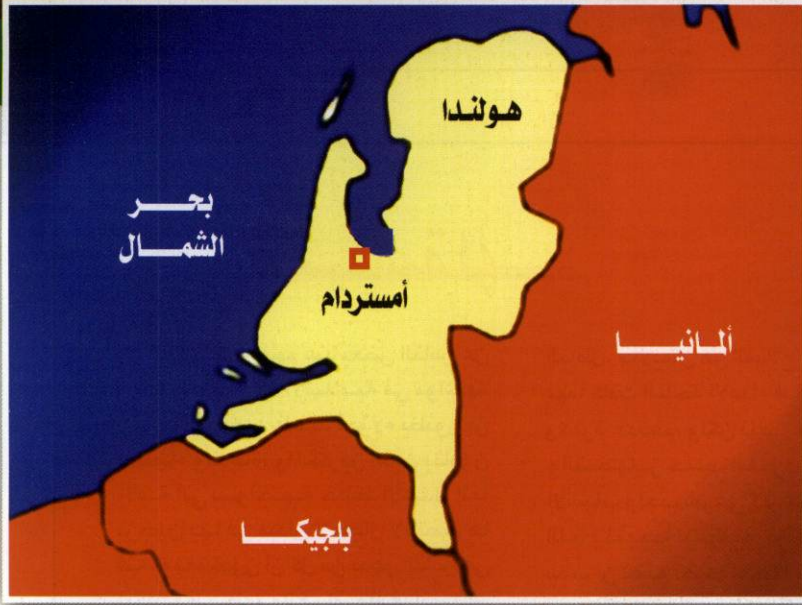 هولندا
بحر
الشمال
أمستردام
ألمانيا
بلجيكا